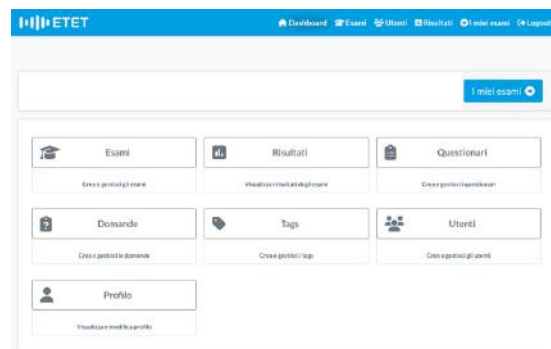 ETET
Dashboard Esami Utenti Risultati I miei esami Logout
I miei esami
Esami Risultati Questionari
Crea e gestisci gli esami Visualizza i risultati degli esami Crea e gestisci i questionari
Domande Tags Utenti
Crea e gestisci le domande Crea e gestisci i tags Crea e gestisci gli utenti
Profilo
Visualizza e modifica profilo